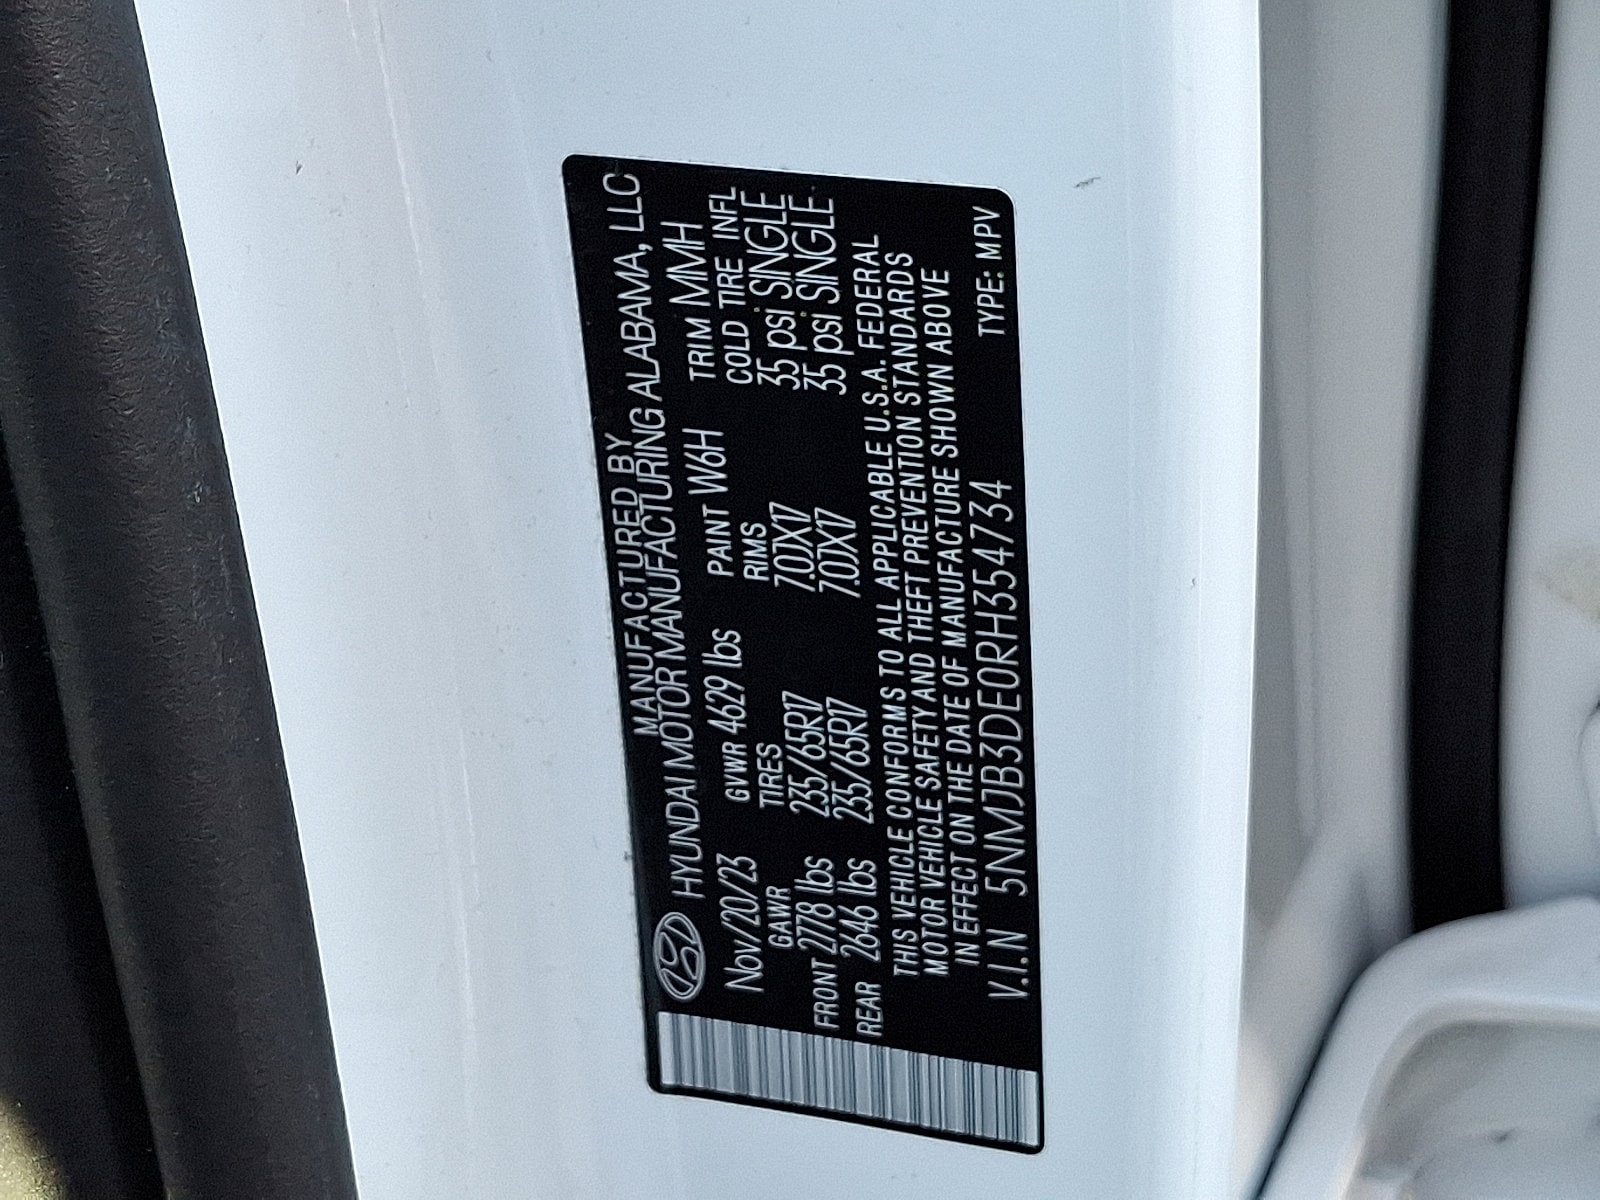 MANUFACTURED BY
HYUNDAI MOTOR MANUFACTURING ALABAMA, LLC
Nov/20/23 GVWR 4629 lbs PAINT W6H TRIM MMH
GAWR TIRES RIMS COLD TIRE INFL
FRONT 2778 lbs 235/65R17 7.0JX17 35 psi SINGLE
REAR 2646 lbs 235/65R17 7.0JX17 35 psi SINGLE
THIS VEHICLE CONFORMS TO ALL APPLICABLE U.S.A. FEDERAL
MOTOR VEHICLE SAFETY AND THEFT PREVENTION STANDARDS
IN EFFECT ON THE DATE OF MANUFACTURE SHOWN ABOVE
V.I.N 5NMJB3DE0RH354734 TYPE: MPV